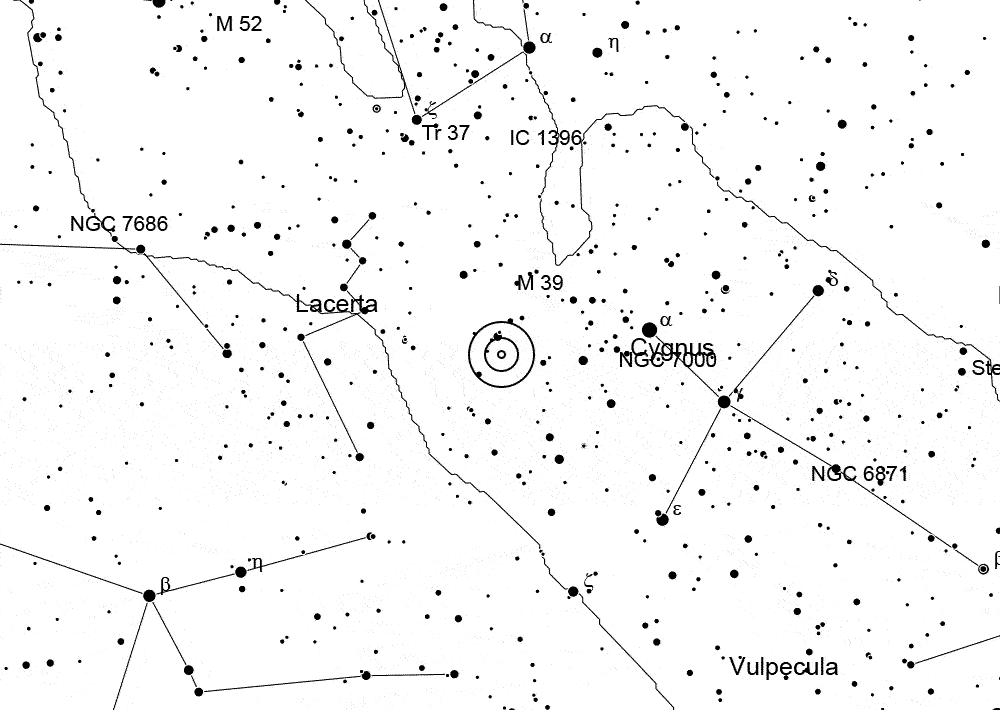 M 52
α
η
ζ
Tr 37
IC 1396
NGC 7686
δ
M 39
Lacerta
α
Cygnus
NGC 7000
Ste
γ
NGC 6871
ε
η
β
ζ
β
Vulpecula